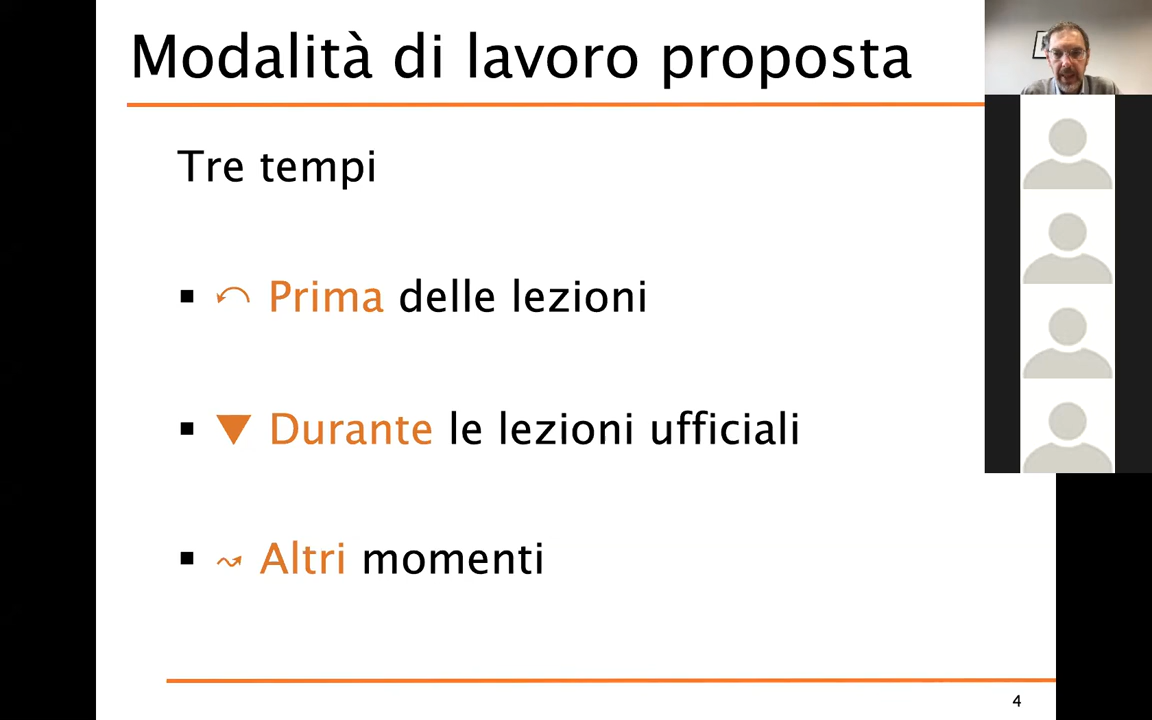 Modalità di lavoro proposta
Tre tempi
▪ ↶ Prima delle lezioni
▪ ▼ Durante le lezioni ufficiali
▪ ↝ Altri momenti
4